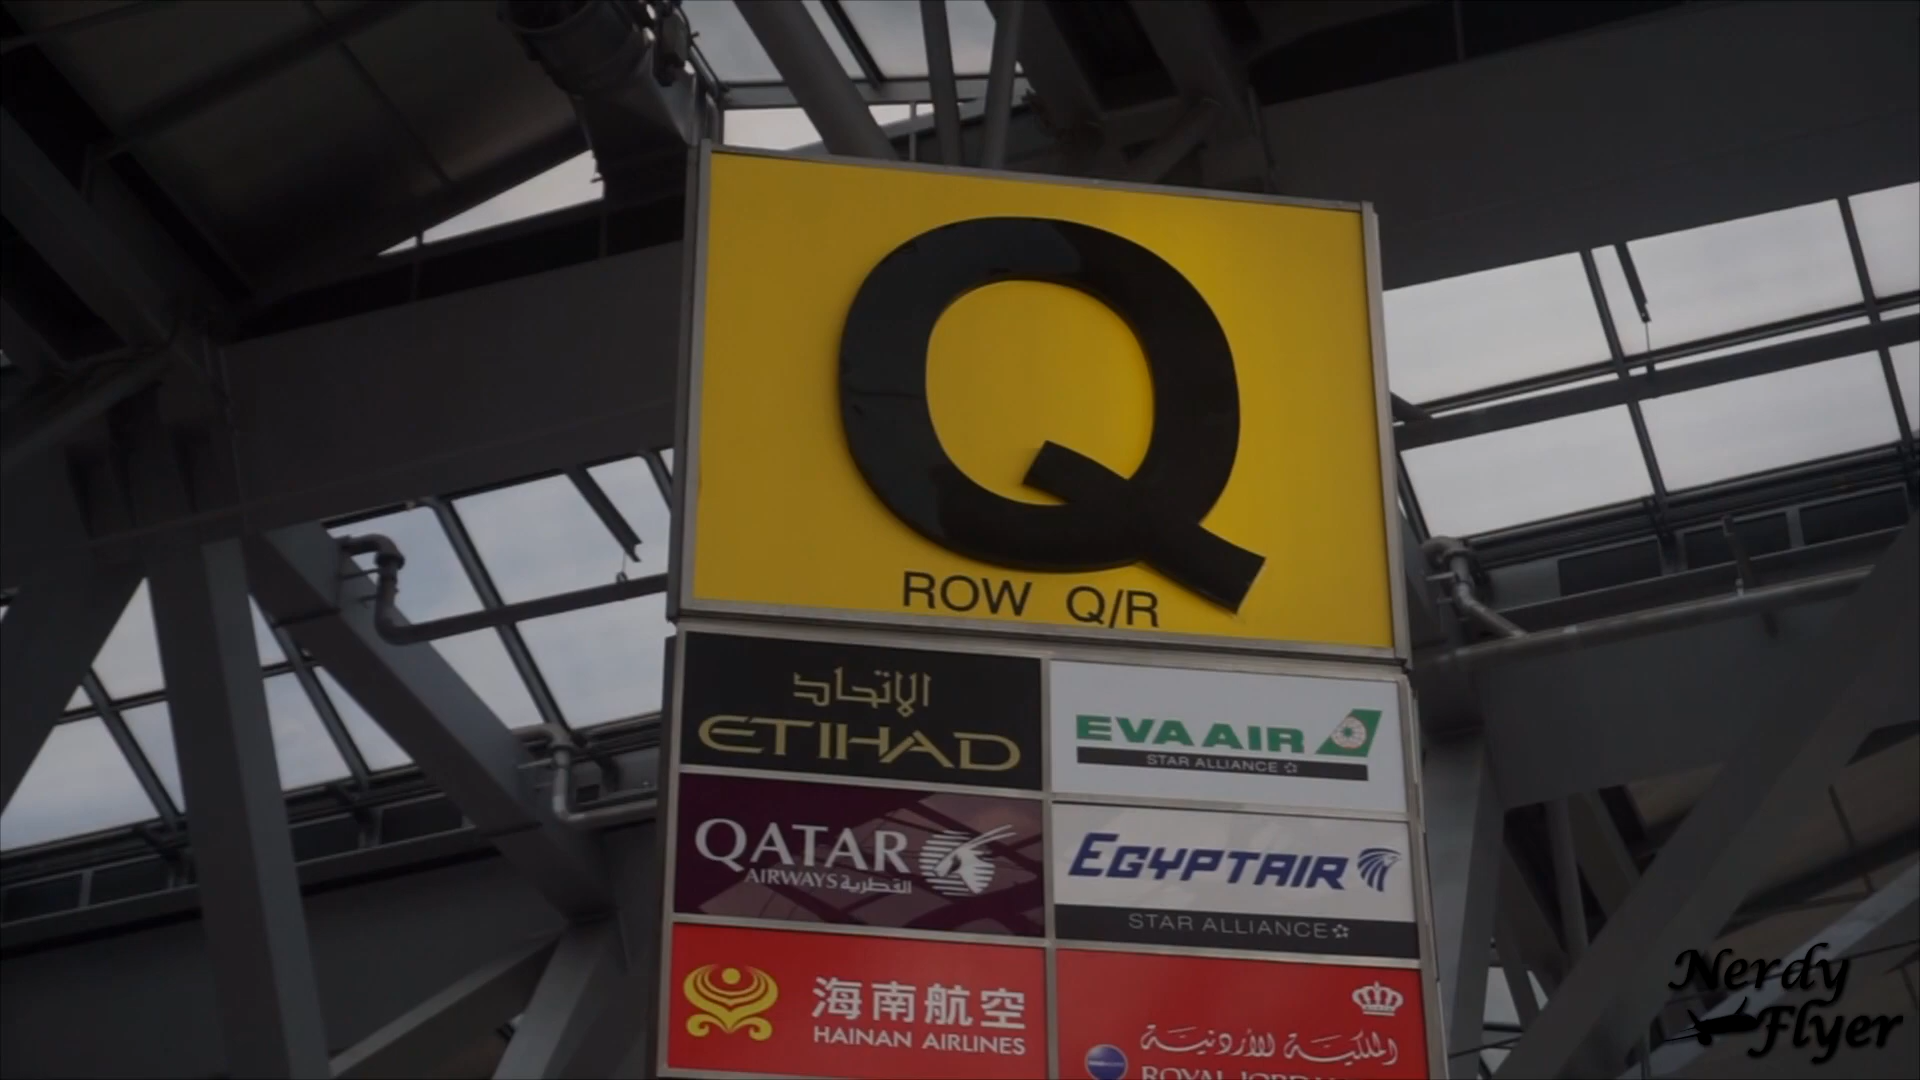 Q
ROW Q/R
الاتحاد
ETIHAD
EVA AIR
STAR ALLIANCE
QATAR
AIRWAYS القطرية
EGYPTAIR
STAR ALLIANCE
海南航空
HAINAN AIRLINES
الملكية الأردنية
ROYAL
Nerdy
Flyer